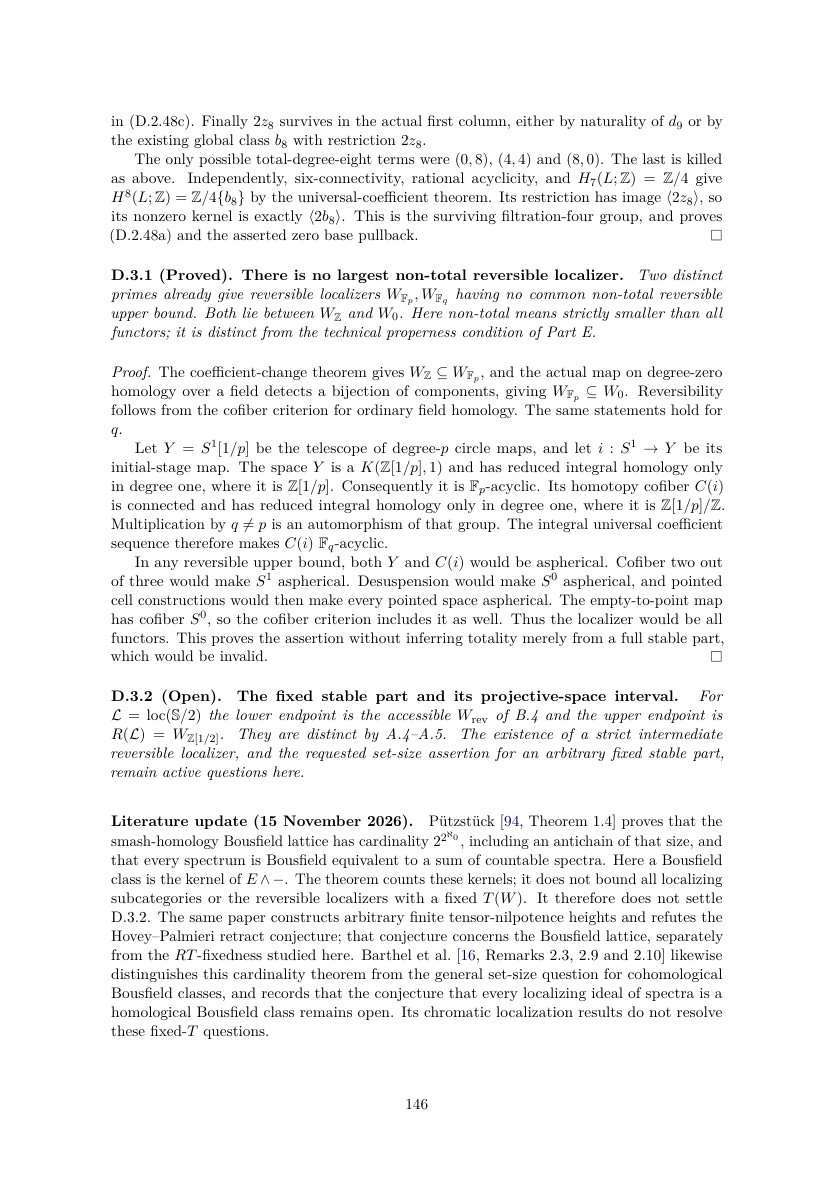 in (D.2.48c). Finally 2z₈ survives in the actual first column, either by naturality of d₉ or by
the existing global class b₈ with restriction 2z₈.
The only possible total-degree-eight terms were (0, 8), (4, 4) and (8, 0). The last is killed
as above. Independently, six-connectivity, rational acyclicity, and H₇(L; ℤ) = ℤ/4 give
H⁸(L; ℤ) = ℤ/4{b₈} by the universal-coefficient theorem. Its restriction has image ⟨2z₈⟩, so
its nonzero kernel is exactly ⟨2b₈⟩. This is the surviving filtration-four group, and proves
(D.2.48a) and the asserted zero base pullback. □
D.3.1 (Proved). There is no largest non-total reversible localizer. Two distinct
primes already give reversible localizers W_{𝔽_p}, W_{𝔽_q} having no common non-total reversible
upper bound. Both lie between W_ℤ and W₀. Here non-total means strictly smaller than all
functors; it is distinct from the technical properness condition of Part E.
Proof. The coefficient-change theorem gives W_ℤ ⊆ W_{𝔽_p}, and the actual map on degree-zero
homology over a field detects a bijection of components, giving W_{𝔽_p} ⊆ W₀. Reversibility
follows from the cofiber criterion for ordinary field homology. The same statements hold for
q.
Let Y = S¹[1/p] be the telescope of degree-p circle maps, and let i : S¹ → Y be its
initial-stage map. The space Y is a K(ℤ[1/p], 1) and has reduced integral homology only
in degree one, where it is ℤ[1/p]. Consequently it is 𝔽_p-acyclic. Its homotopy cofiber C(i)
is connected and has reduced integral homology only in degree one, where it is ℤ[1/p]/ℤ.
Multiplication by q ≠ p is an automorphism of that group. The integral universal coefficient
sequence therefore makes C(i) 𝔽_q-acyclic.
In any reversible upper bound, both Y and C(i) would be aspherical. Cofiber two out
of three would make S¹ aspherical. Desuspension would make S⁰ aspherical, and pointed
cell constructions would then make every pointed space aspherical. The empty-to-point map
has cofiber S⁰, so the cofiber criterion includes it as well. Thus the localizer would be all
functors. This proves the assertion without inferring totality merely from a full stable part,
which would be invalid. □
D.3.2 (Open). The fixed stable part and its projective-space interval. For
ℒ = loc(𝕊/2) the lower endpoint is the accessible W_rev of B.4 and the upper endpoint is
R(ℒ) = W_{ℤ[1/2]}. They are distinct by A.4–A.5. The existence of a strict intermediate
reversible localizer, and the requested set-size assertion for an arbitrary fixed stable part,
remain active questions here.
Literature update (15 November 2026). Pützstück [94, Theorem 1.4] proves that the
smash-homology Bousfield lattice has cardinality 2^{2^{ℵ₀}}, including an antichain of that size, and
that every spectrum is Bousfield equivalent to a sum of countable spectra. Here a Bousfield
class is the kernel of E ∧ −. The theorem counts these kernels; it does not bound all localizing
subcategories or the reversible localizers with a fixed T(W). It therefore does not settle
D.3.2. The same paper constructs arbitrary finite tensor-nilpotence heights and refutes the
Hovey–Palmieri retract conjecture; that conjecture concerns the Bousfield lattice, separately
from the RT-fixedness studied here. Barthel et al. [16, Remarks 2.3, 2.9 and 2.10] likewise
distinguishes this cardinality theorem from the general set-size question for cohomological
Bousfield classes, and records that the conjecture that every localizing ideal of spectra is a
homological Bousfield class remains open. Its chromatic localization results do not resolve
these fixed-T questions.
146